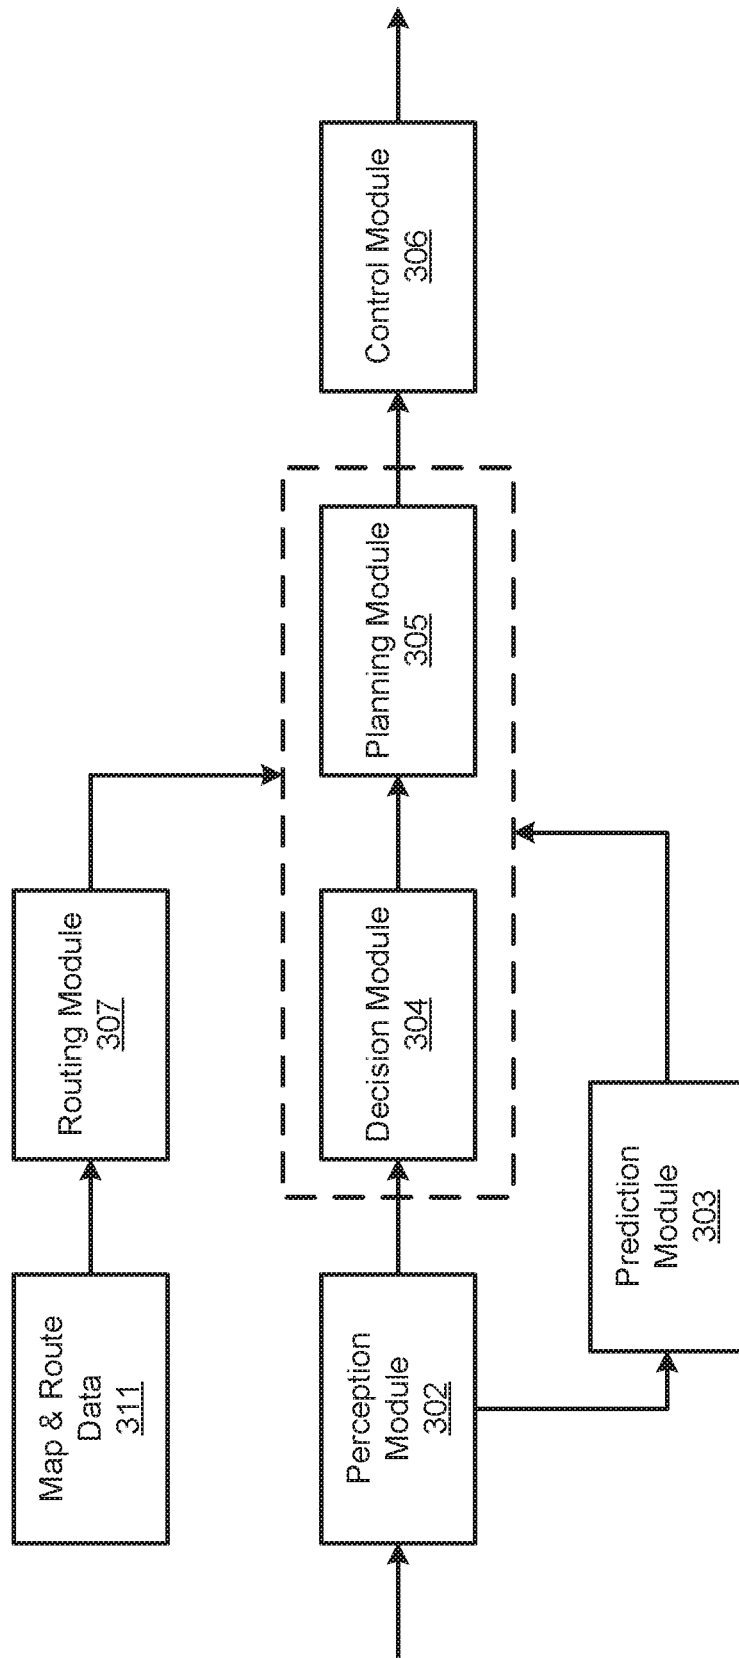 Map & Route
Data
311
Routing Module
307
Perception
Module
302
Decision Module
304
Planning Module
305
Control Module
306
Prediction
Module
303